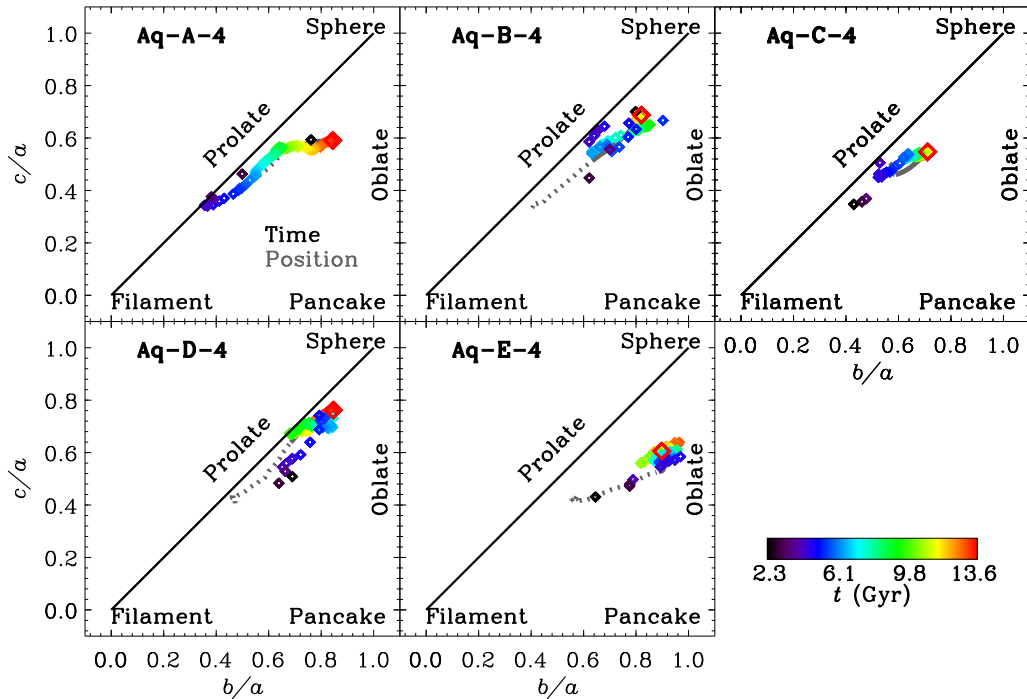 Aq-A-4
Sphere
Prolate
Oblate
Time
Position
Filament
Pancake
1.0
0.8
0.6
0.4
0.2
0.0
c/a
Aq-B-4
Sphere
Prolate
Oblate
Filament
Pancake
Aq-C-4
Sphere
Prolate
Oblate
Filament
Pancake
0.0 0.2 0.4 0.6 0.8 1.0
b/a
Aq-D-4
Sphere
Prolate
Oblate
Filament
Pancake
1.0
0.8
0.6
0.4
0.2
0.0
c/a
0.0 0.2 0.4 0.6 0.8 1.0
b/a
Aq-E-4
Sphere
Prolate
Oblate
Filament
Pancake
0.0 0.2 0.4 0.6 0.8 1.0
b/a
2.3 6.1 9.8 13.6
t (Gyr)